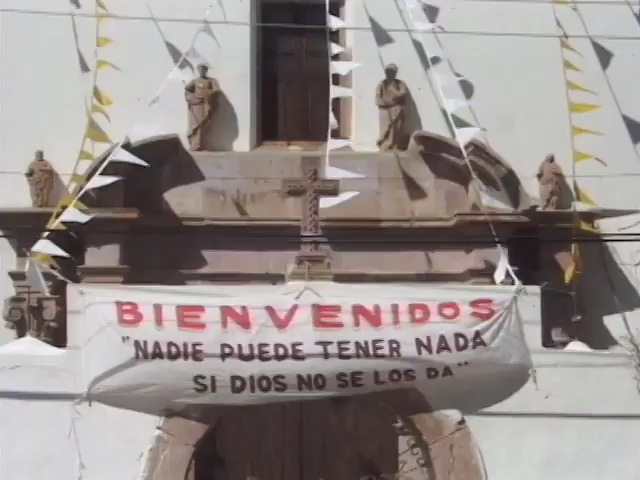 BIENVENIDOS
"NADIE PUEDE TENER NADA
SI DIOS NO SE LOS DA"